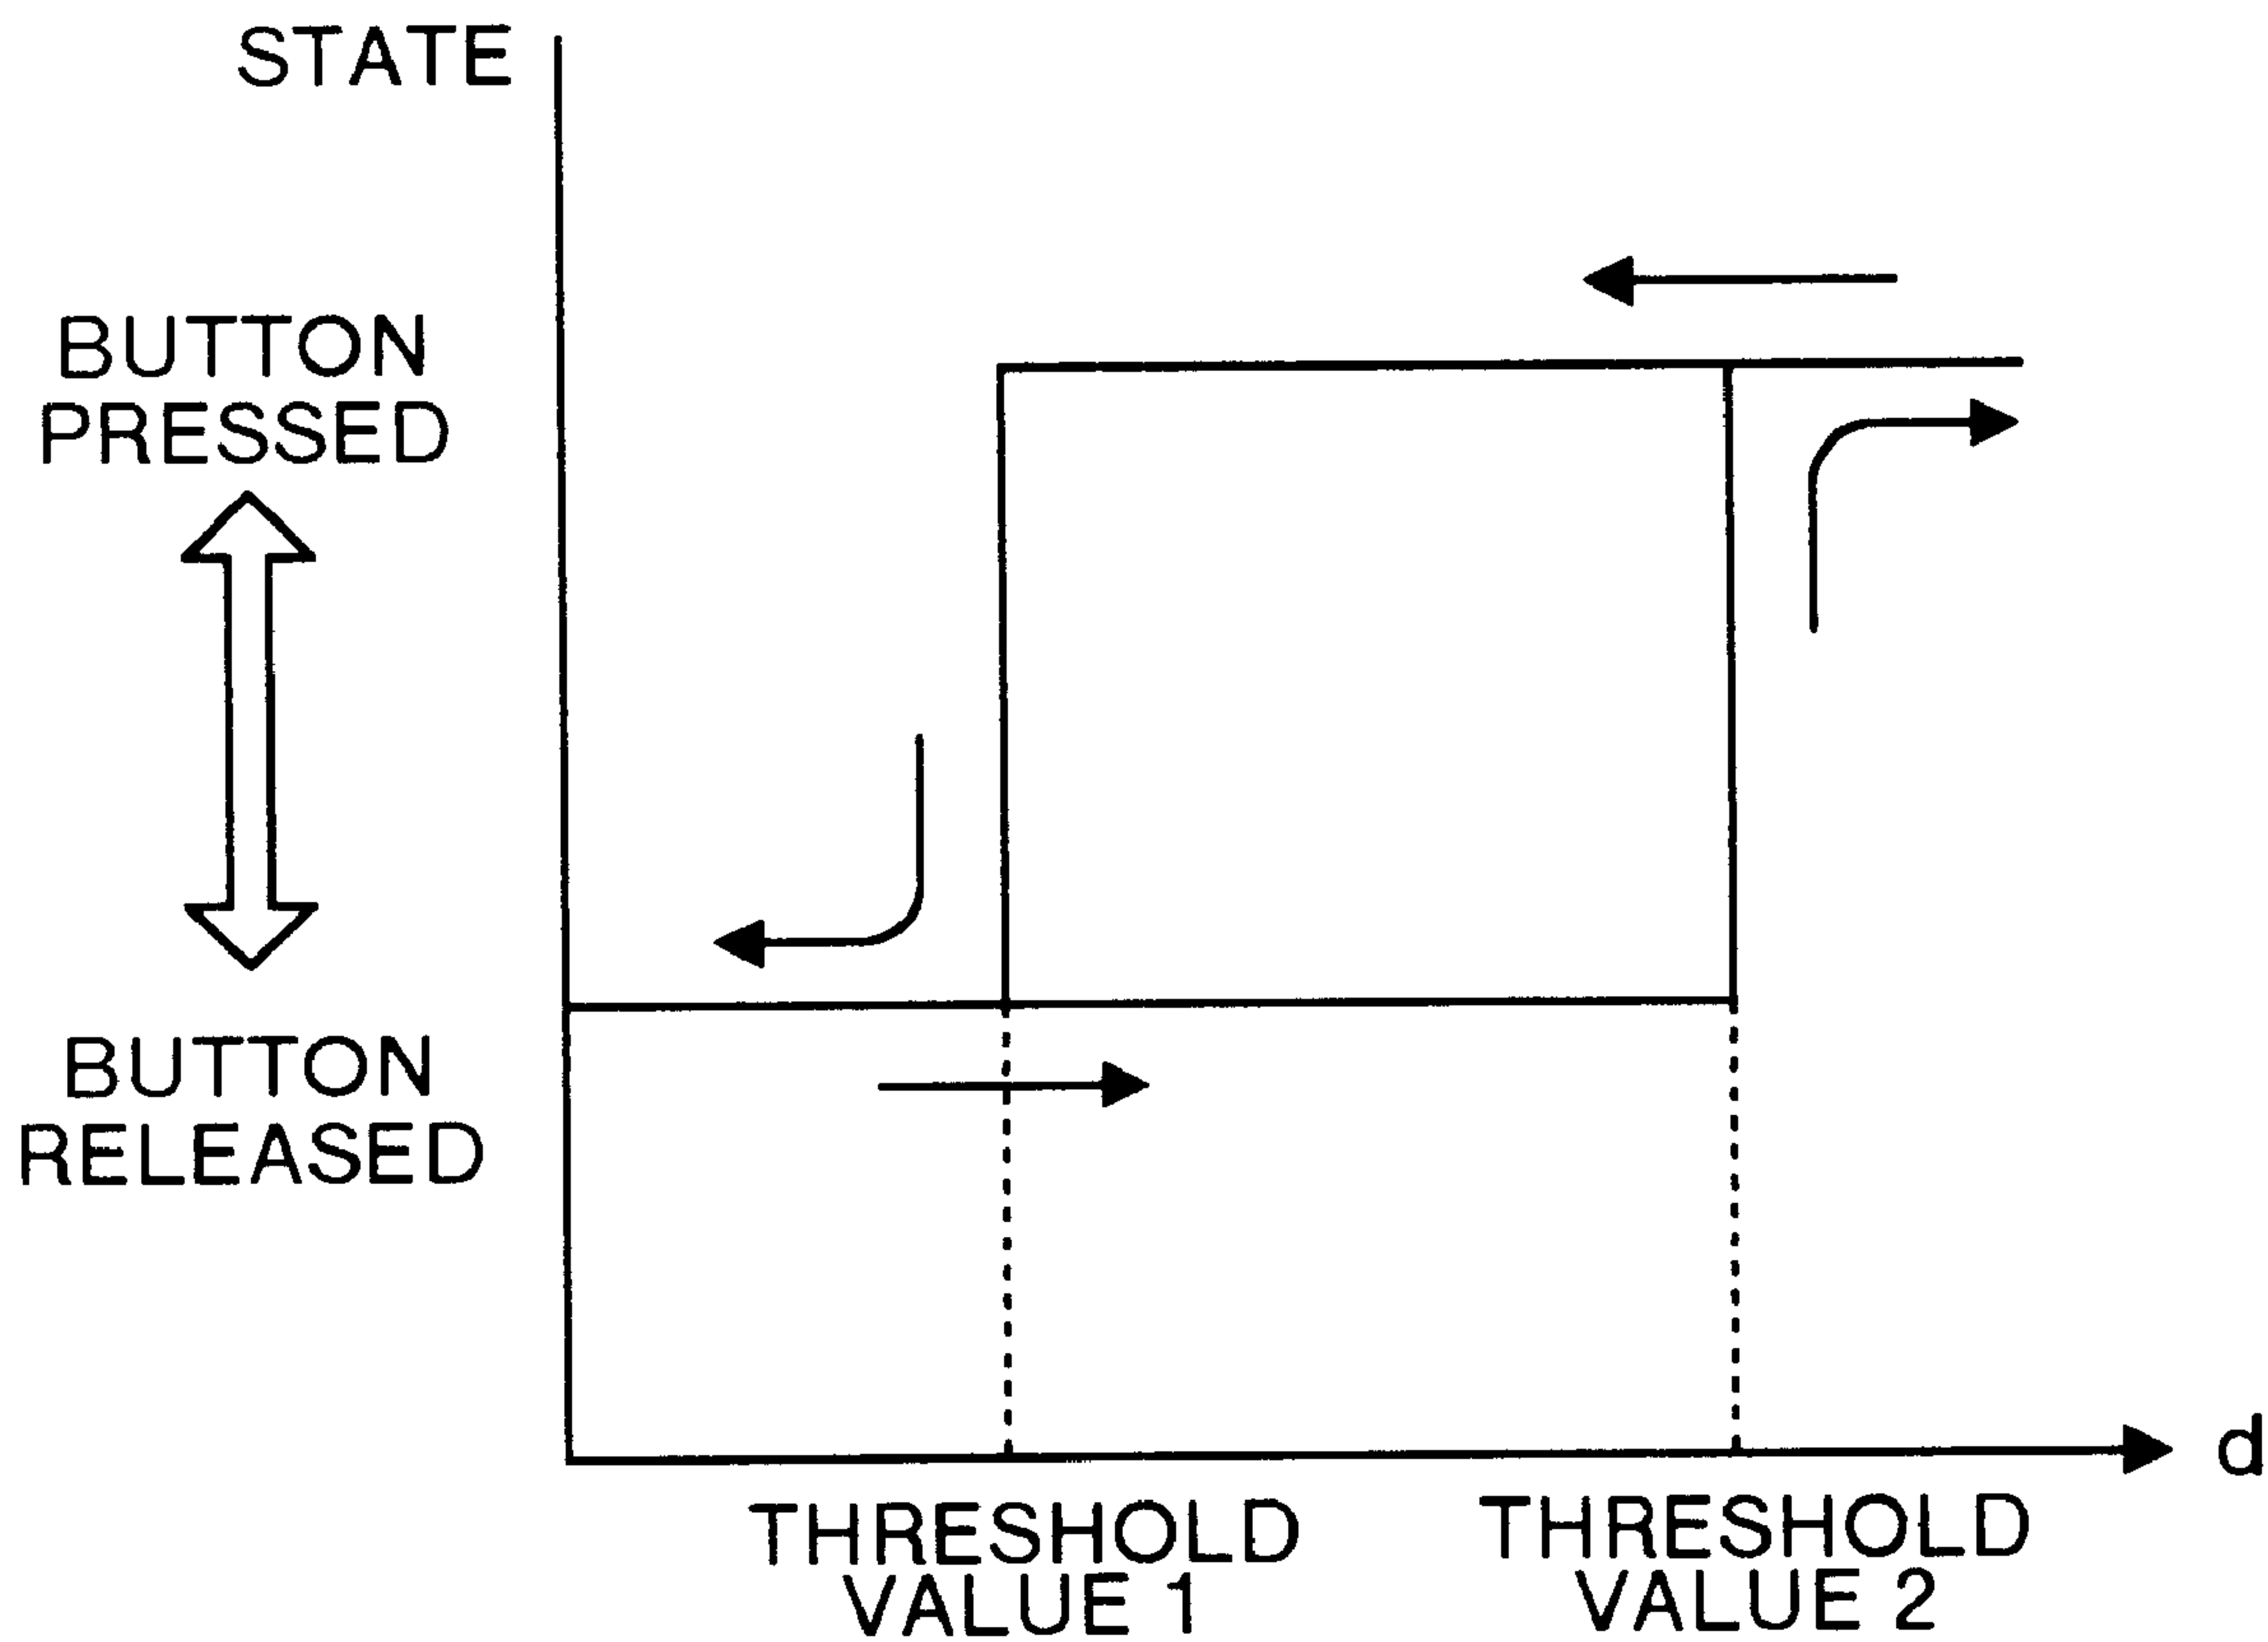 STATE
BUTTON
PRESSED
BUTTON
RELEASED
d
THRESHOLD
VALUE 1
THRESHOLD
VALUE 2